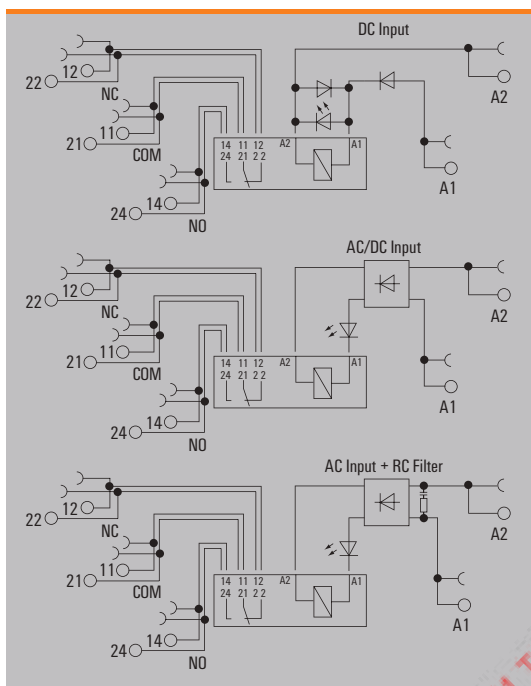 DC Input
12
22
NC
A2
11
21
COM
A1
14 11 12 A2 A1
24 21 22
14
24
NO
AC/DC Input
12
22
NC
A2
11
21
COM
A1
14 11 12 A2 A1
24 21 22
14
24
NO
AC Input + RC Filter
12
22
NC
A2
11
21
COM
A1
14 11 12 A2 A1
24 21 22
14
24
NO